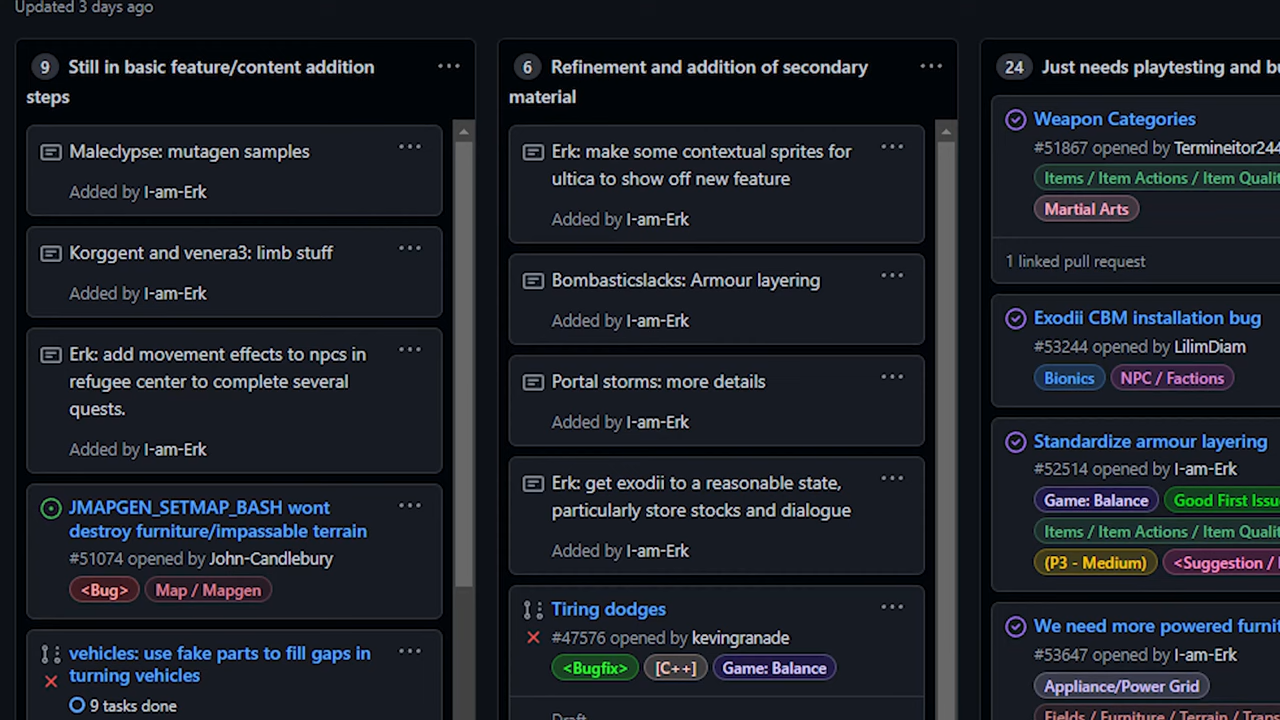 Updated 3 days ago
9 Still in basic feature/content addition
steps
Maleclypse: mutagen samples
Added by I-am-Erk
Korggent and venera3: limb stuff
Added by I-am-Erk
Erk: add movement effects to npcs in
refugee center to complete several
quests.
Added by I-am-Erk
JMAPGEN_SETMAP_BASH wont
destroy furniture/impassable terrain
#51074 opened by John-Candlebury
<Bug> Map / Mapgen
vehicles: use fake parts to fill gaps in
turning vehicles
9 tasks done
6 Refinement and addition of secondary
material
Erk: make some contextual sprites for
ultica to show off new feature
Added by I-am-Erk
Bombasticslacks: Armour layering
Added by I-am-Erk
Portal storms: more details
Added by I-am-Erk
Erk: get exodii to a reasonable state,
particularly store stocks and dialogue
Added by I-am-Erk
Tiring dodges
#47576 opened by kevingranade
<Bugfix> [C++] Game: Balance
Draft
24 Just needs playtesting and bu
Weapon Categories
#51867 opened by Termineitor244
Items / Item Actions / Item Qualit
Martial Arts
1 linked pull request
Exodii CBM installation bug
#53244 opened by LilimDiam
Bionics NPC / Factions
Standardize armour layering
#52514 opened by I-am-Erk
Game: Balance Good First Issu
Items / Item Actions / Item Qualit
(P3 - Medium) <Suggestion /
We need more powered furnit
#53647 opened by I-am-Erk
Appliance/Power Grid
Fields / Furniture / Terrain / Trans